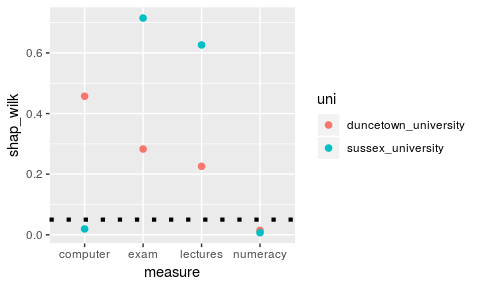 shap_wilk
0.6
0.4
0.2
0.0
computer exam lectures numeracy
measure
uni
duncetown_university
sussex_university